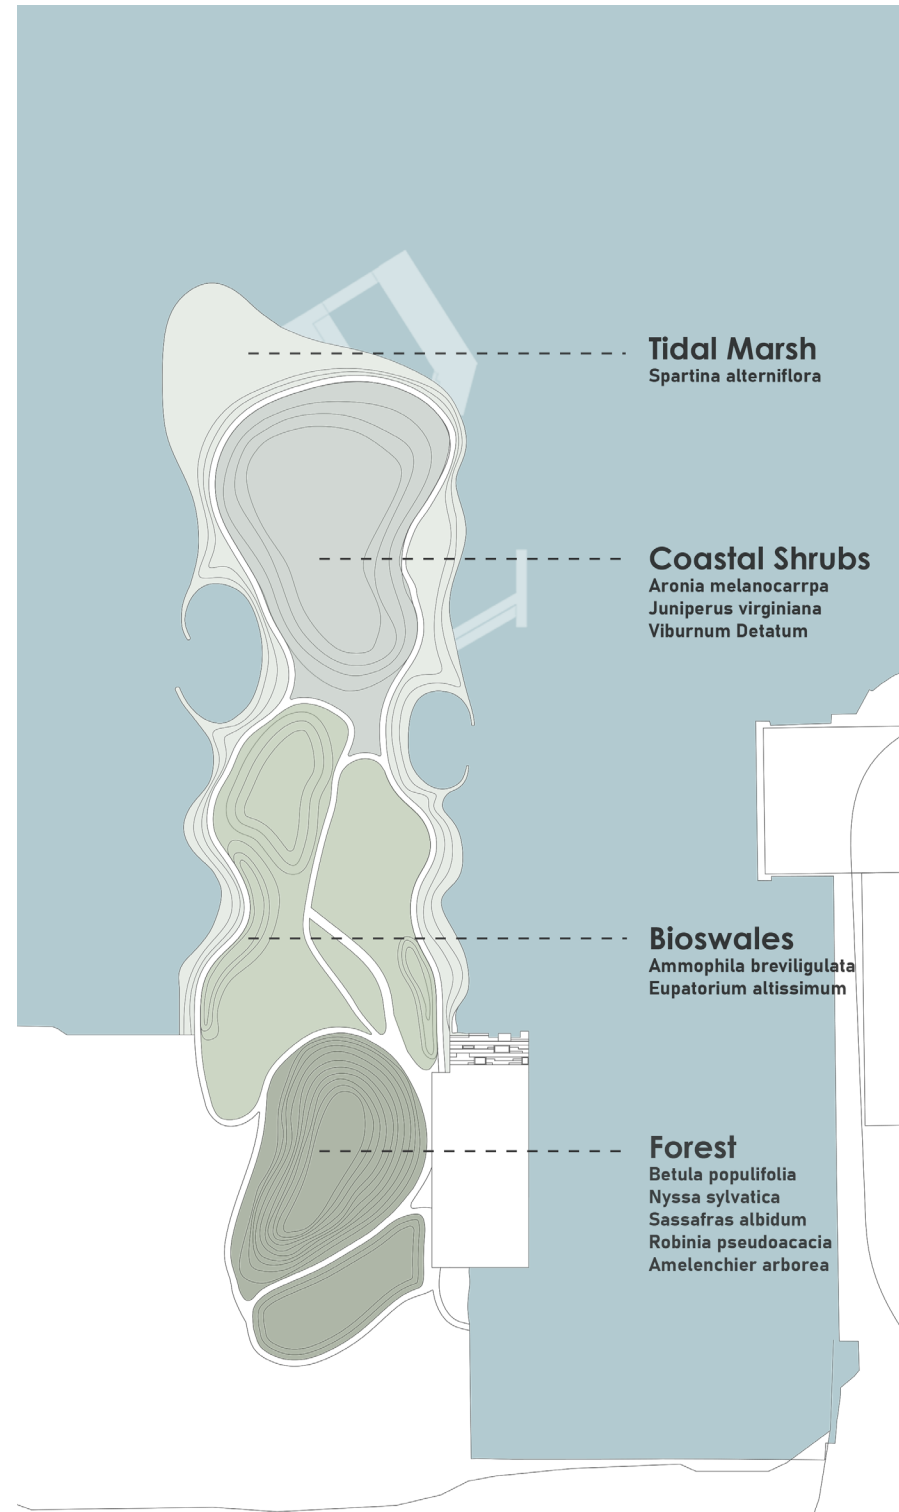 Tidal Marsh
Spartina alterniflora
Coastal Shrubs
Aronia melanocarrpa
Juniperus virginiana
Viburnum Detatum
Bioswales
Ammophila breviligulata
Eupatorium altissimum
Forest
Betula populifolia
Nyssa sylvatica
Sassafras albidum
Robinia pseudoacacia
Amelenchier arborea